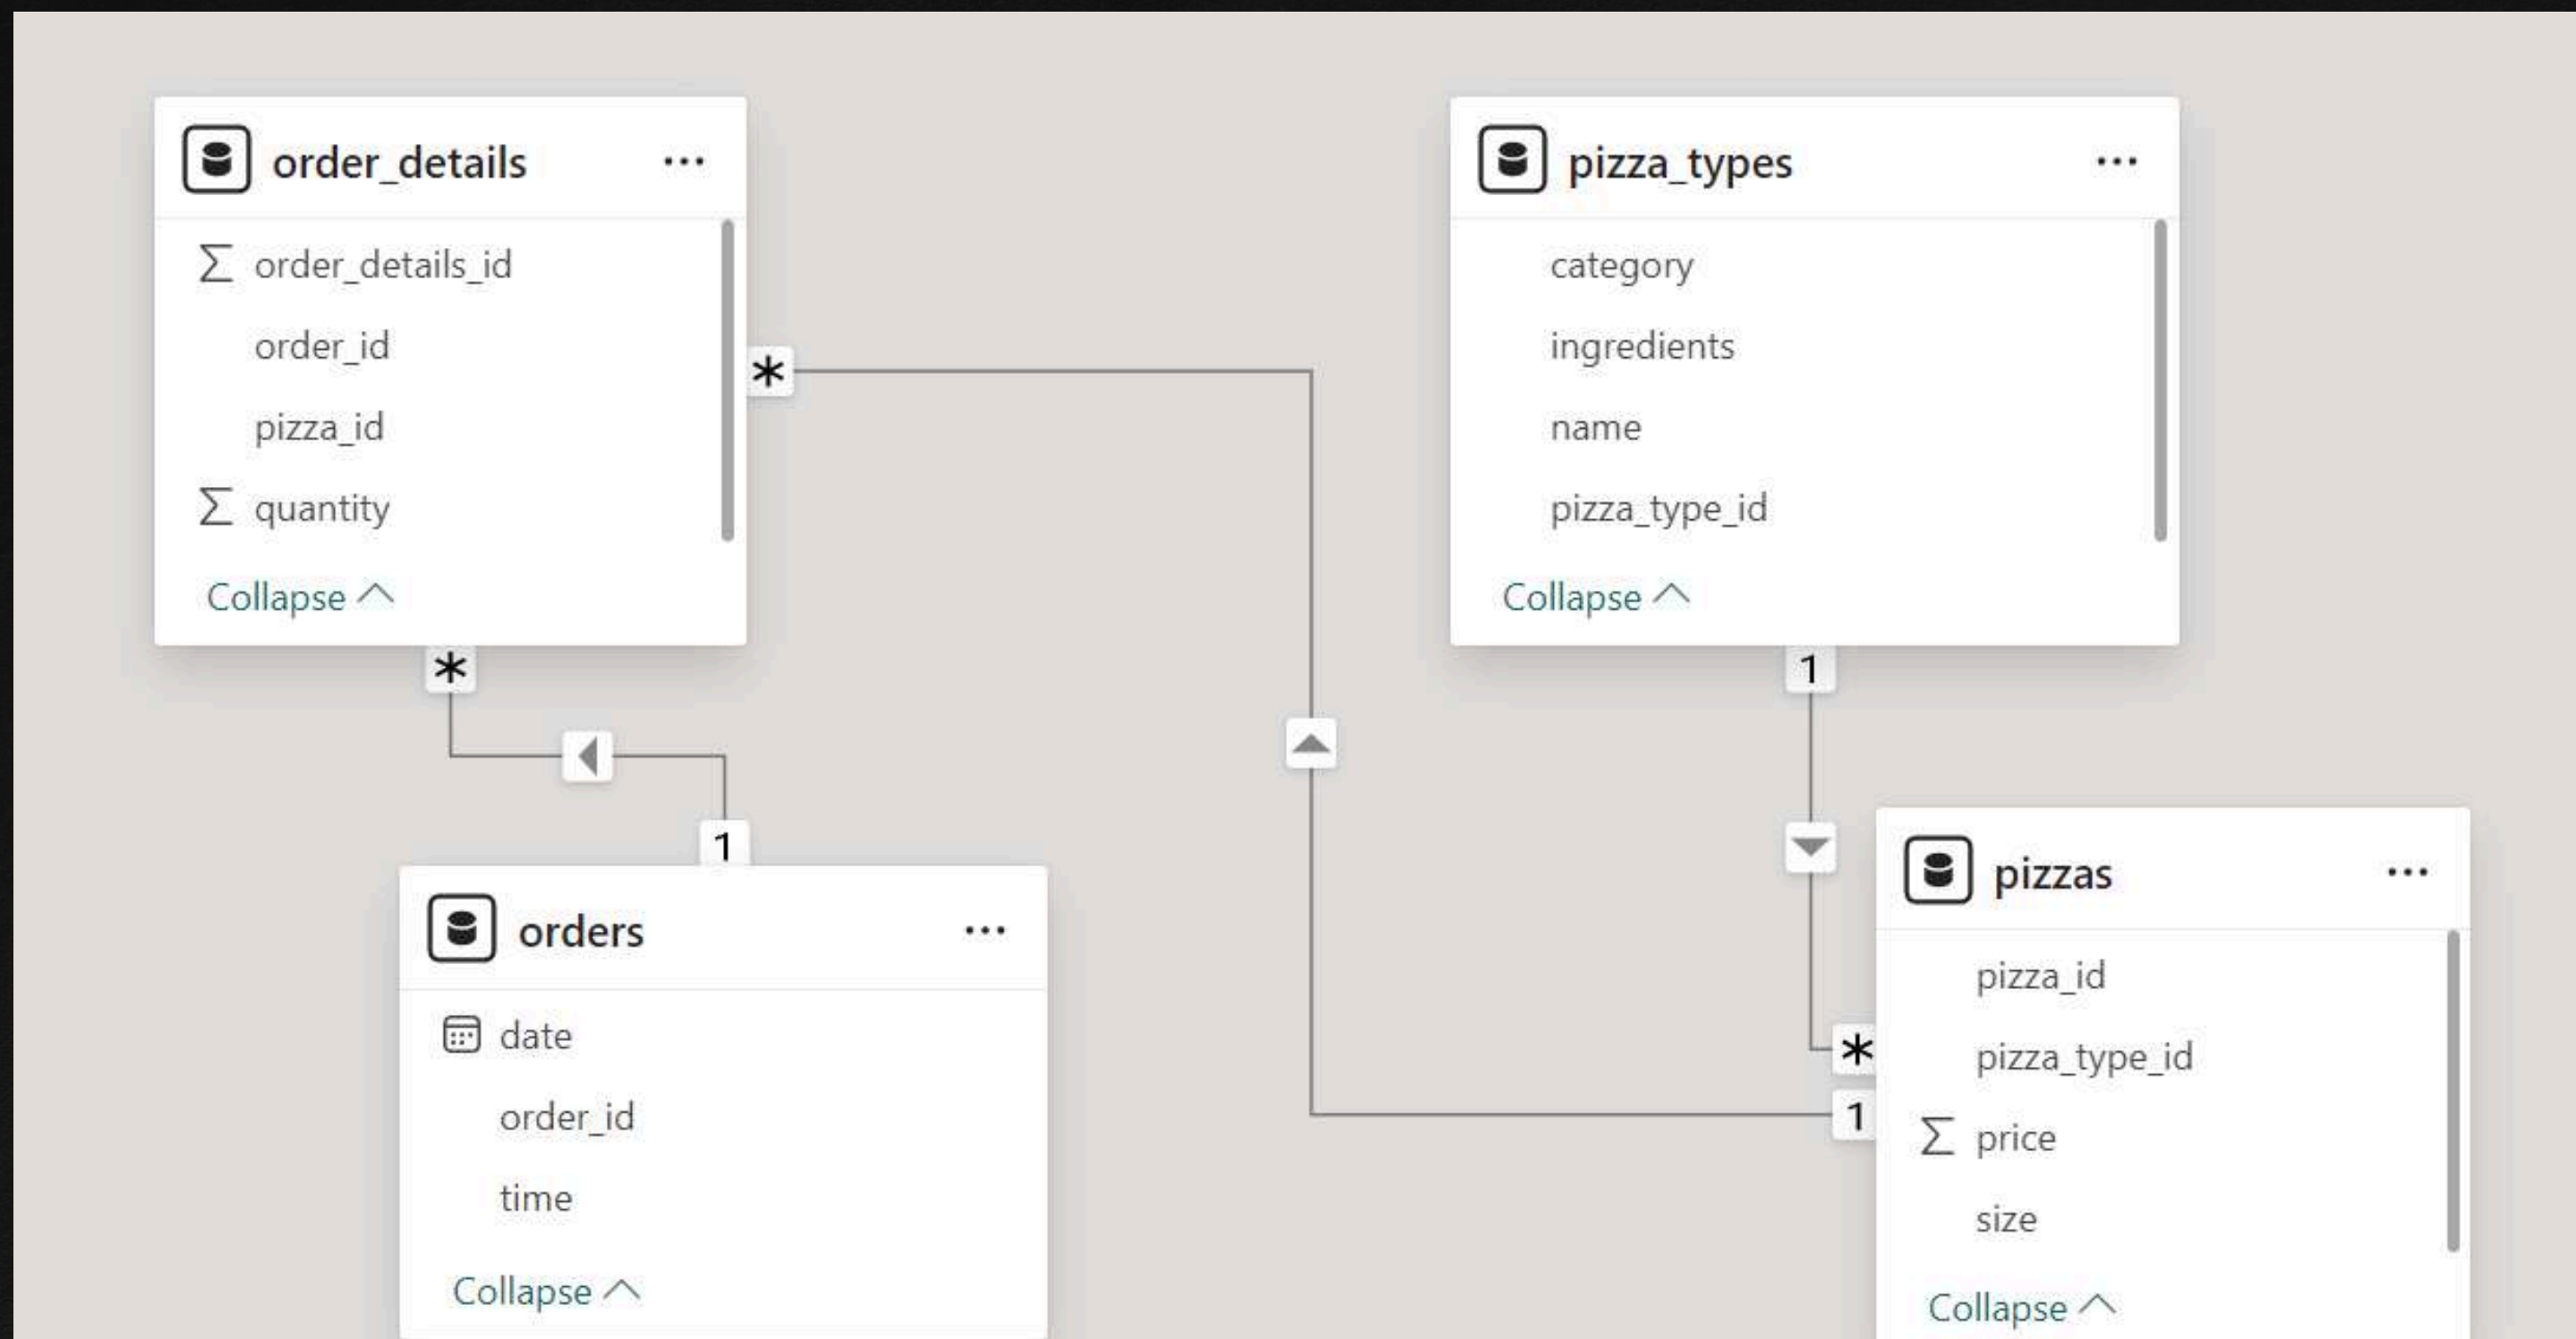 order_details
order_details_id
order_id
pizza_id
quantity
Collapse
*
*
1
pizza_types
category
ingredients
name
pizza_type_id
Collapse
1
*
1
orders
date
order_id
time
Collapse
pizzas
pizza_id
pizza_type_id
price
size
Collapse